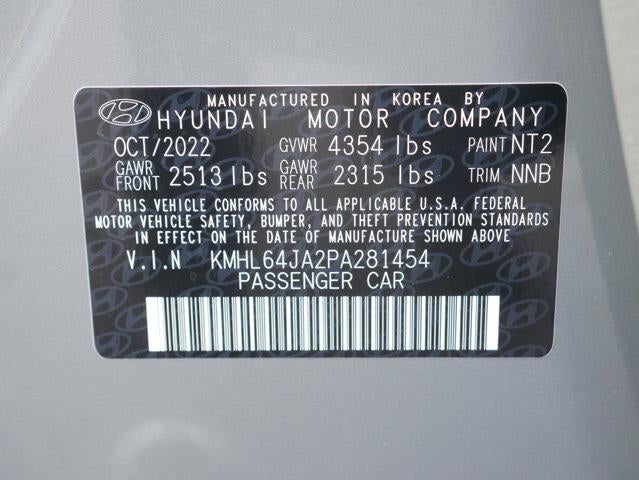 MANUFACTURED IN KOREA BY
HYUNDAI MOTOR COMPANY
OCT/2022 GVWR 4354 lbs PAINT NT2
GAWR FRONT 2513 lbs GAWR REAR 2315 lbs TRIM NNB
THIS VEHICLE CONFORMS TO ALL APPLICABLE U.S.A. FEDERAL
MOTOR VEHICLE SAFETY, BUMPER, AND THEFT PREVENTION STANDARDS
IN EFFECT ON THE DATE OF MANUFACTURE SHOWN ABOVE.
V.I.N KMHL64JA2PA281454
PASSENGER CAR